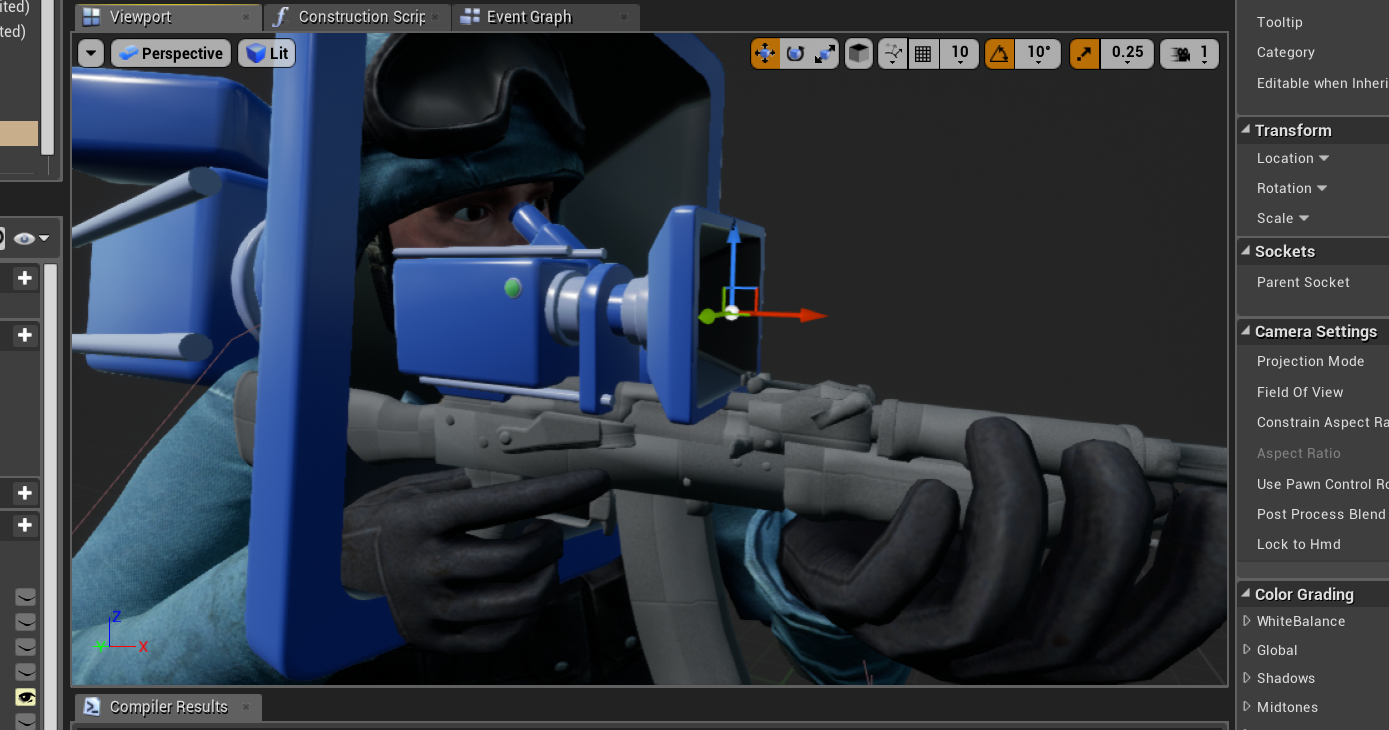 ited)
ted)
Viewport
Construction Scrip
Event Graph
Perspective
Lit
10
10°
0.25
1
Z
X
Compiler Results
Tooltip
Category
Editable when Inheri
Transform
Location
Rotation
Scale
Sockets
Parent Socket
Camera Settings
Projection Mode
Field Of View
Constrain Aspect Ra
Aspect Ratio
Use Pawn Control Ro
Post Process Blend
Lock to Hmd
Color Grading
WhiteBalance
Global
Shadows
Midtones